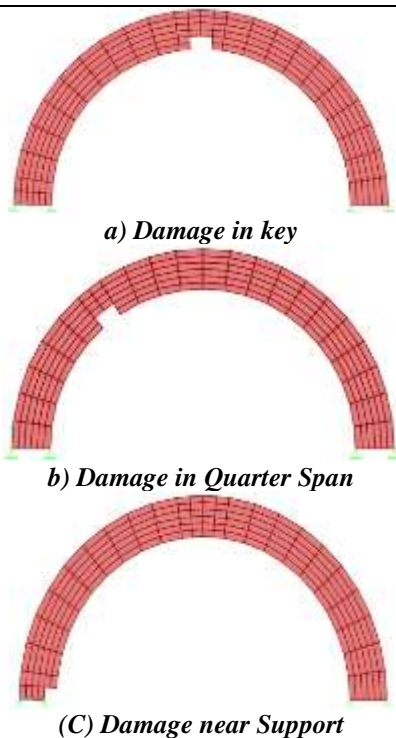 a) Damage in key
b) Damage in Quarter Span
(C) Damage near Support